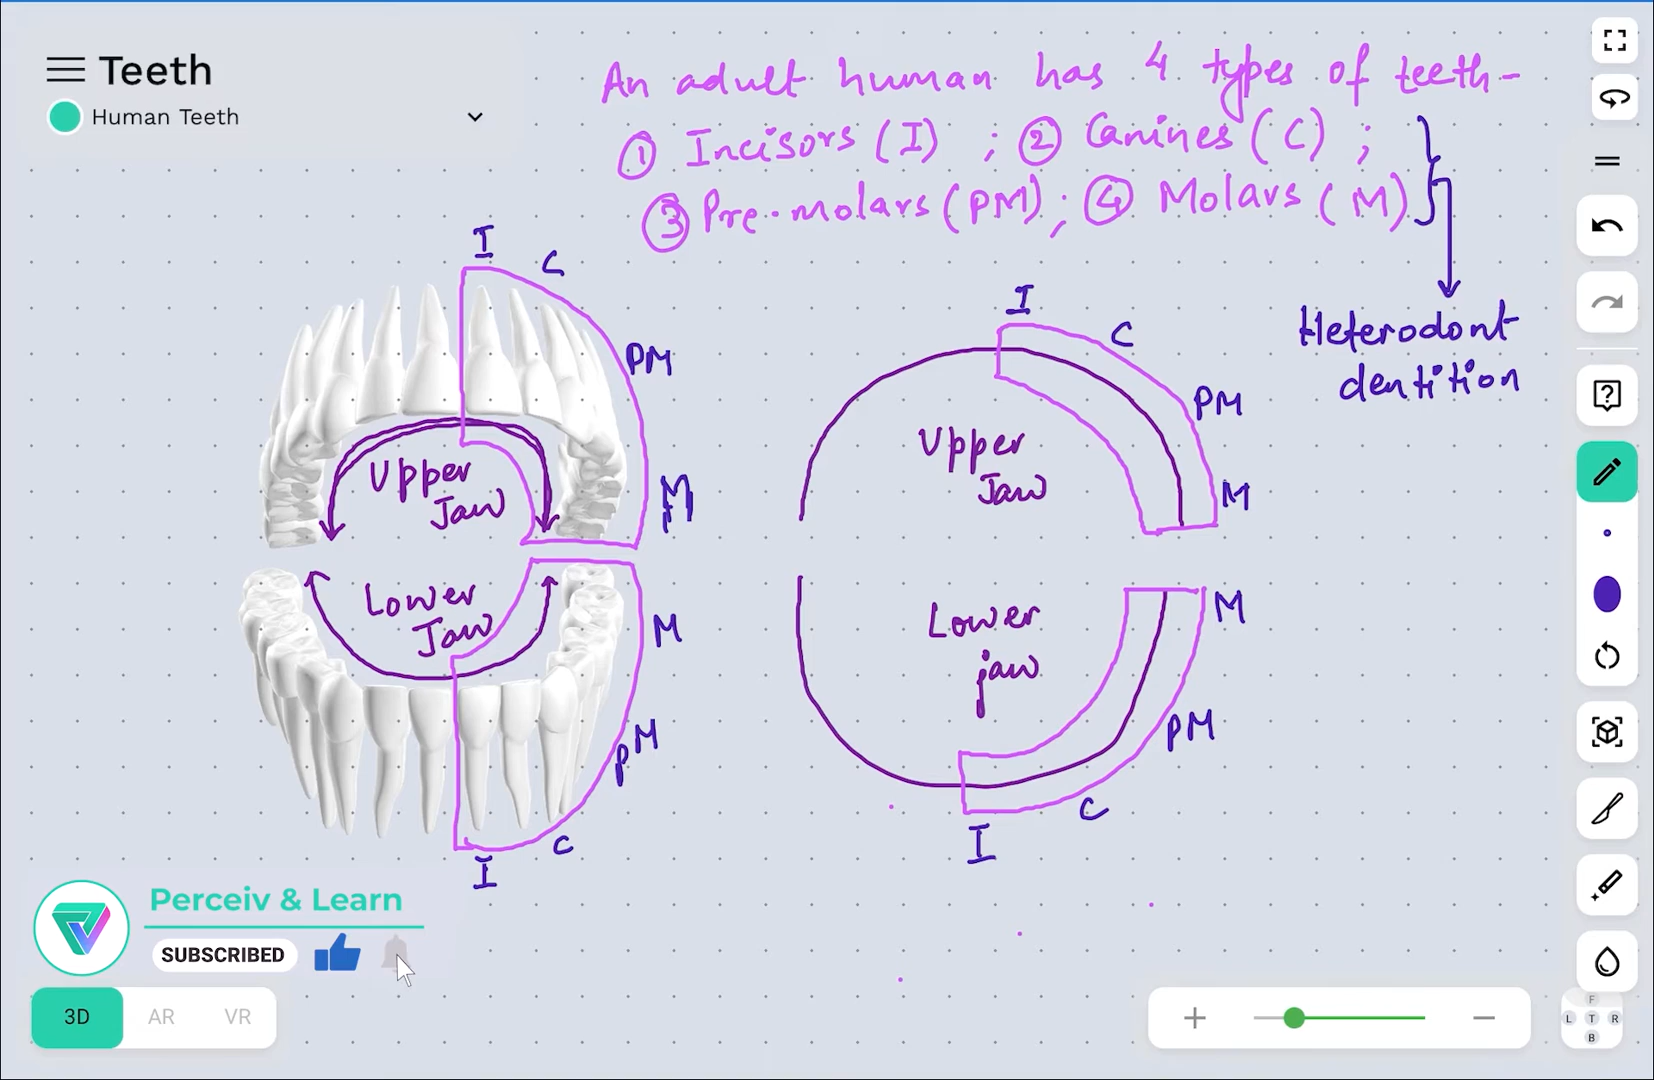 Teeth
Human Teeth
An adult human has 4 types of teeth-
① Incisors (I) ; ② Canines (C) ;
③ Pre-molars (PM) ; ④ Molars (M)
Heterodont
dentition
I
C
PM
M
Upper
Jaw
Lower
Jaw
M
PM
C
I
I
C
PM
M
Upper
Jaw
Lower
jaw
M
PM
C
I
Perceiv & Learn
SUBSCRIBED
3D AR VR
F
L T R
B